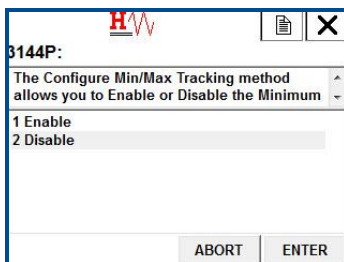 H
3144P:
The Configure Min/Max Tracking method
allows you to Enable or Disable the Minimum
1 Enable
2 Disable
ABORT ENTER